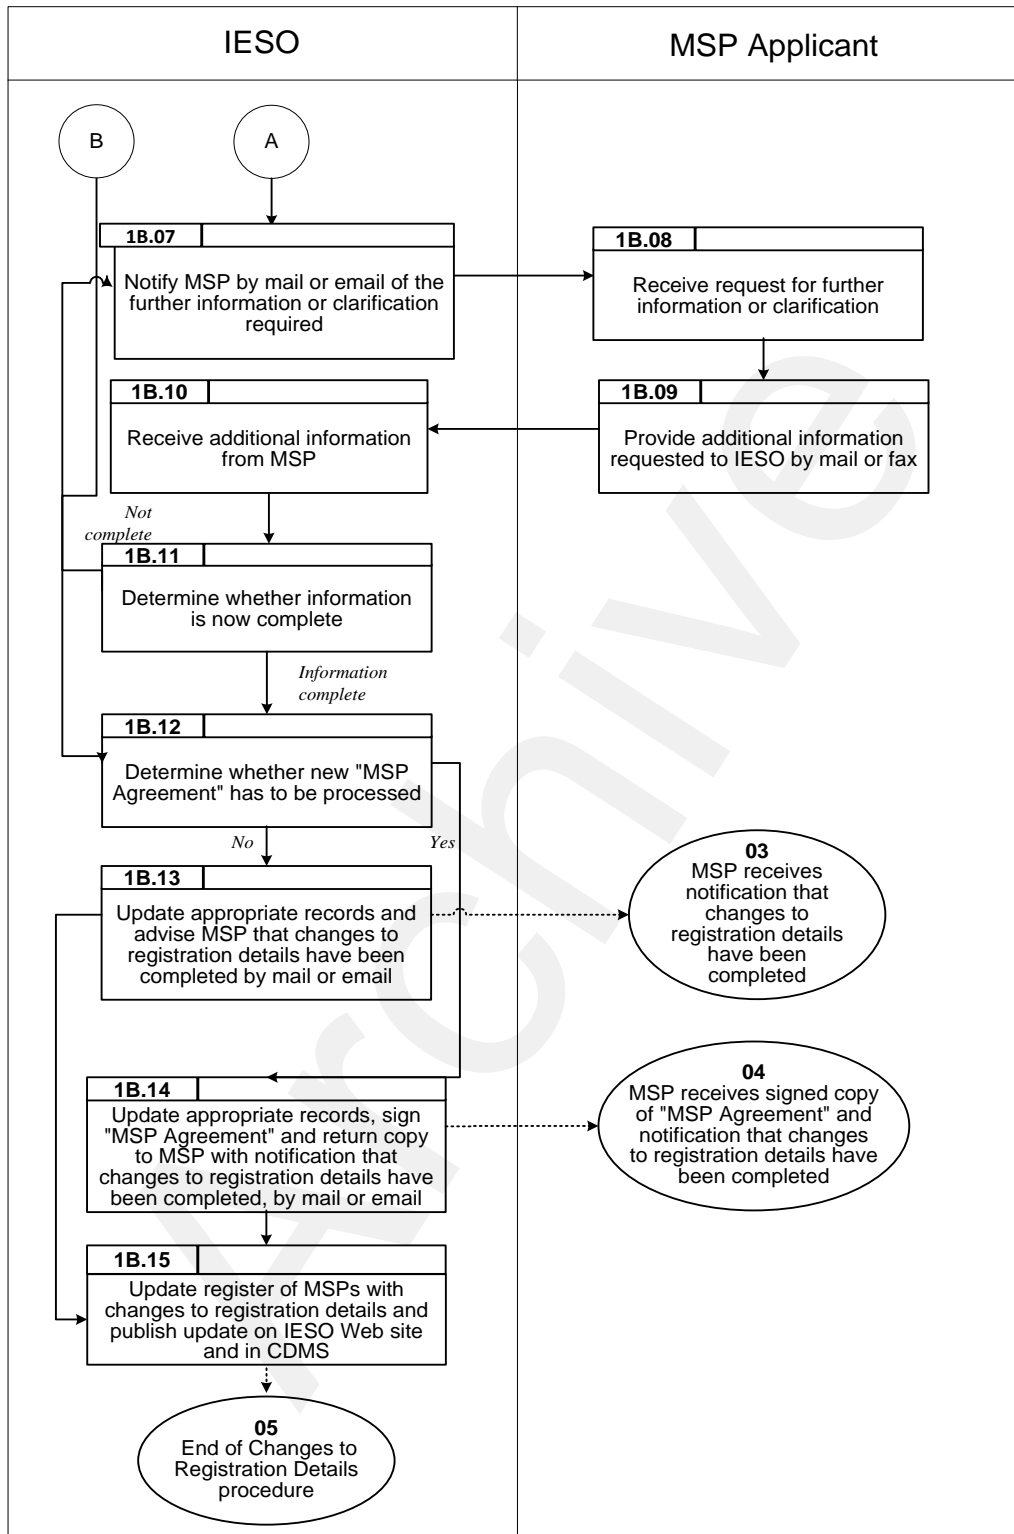 IESO
MSP Applicant
B
A
1B.07
Notify MSP by mail or email of the
further information or clarification
required
1B.08
Receive request for further
information or clarification
1B.09
Provide additional information
requested to IESO by mail or fax
1B.10
Receive additional information
from MSP
Not
complete
1B.11
Determine whether information
is now complete
Information
complete
1B.12
Determine whether new "MSP
Agreement" has to be processed
No
Yes
1B.13
Update appropriate records and
advise MSP that changes to
registration details have been
completed by mail or email
03
MSP receives
notification that
changes to
registration details
have been
completed
1B.14
Update appropriate records, sign
"MSP Agreement" and return copy
to MSP with notification that
changes to registration details have
been completed, by mail or email
04
MSP receives signed copy
of "MSP Agreement" and
notification that changes
to registration details have
been completed
1B.15
Update register of MSPs with
changes to registration details and
publish update on IESO Web site
and in CDMS
05
End of Changes to
Registration Details
procedure
Archive